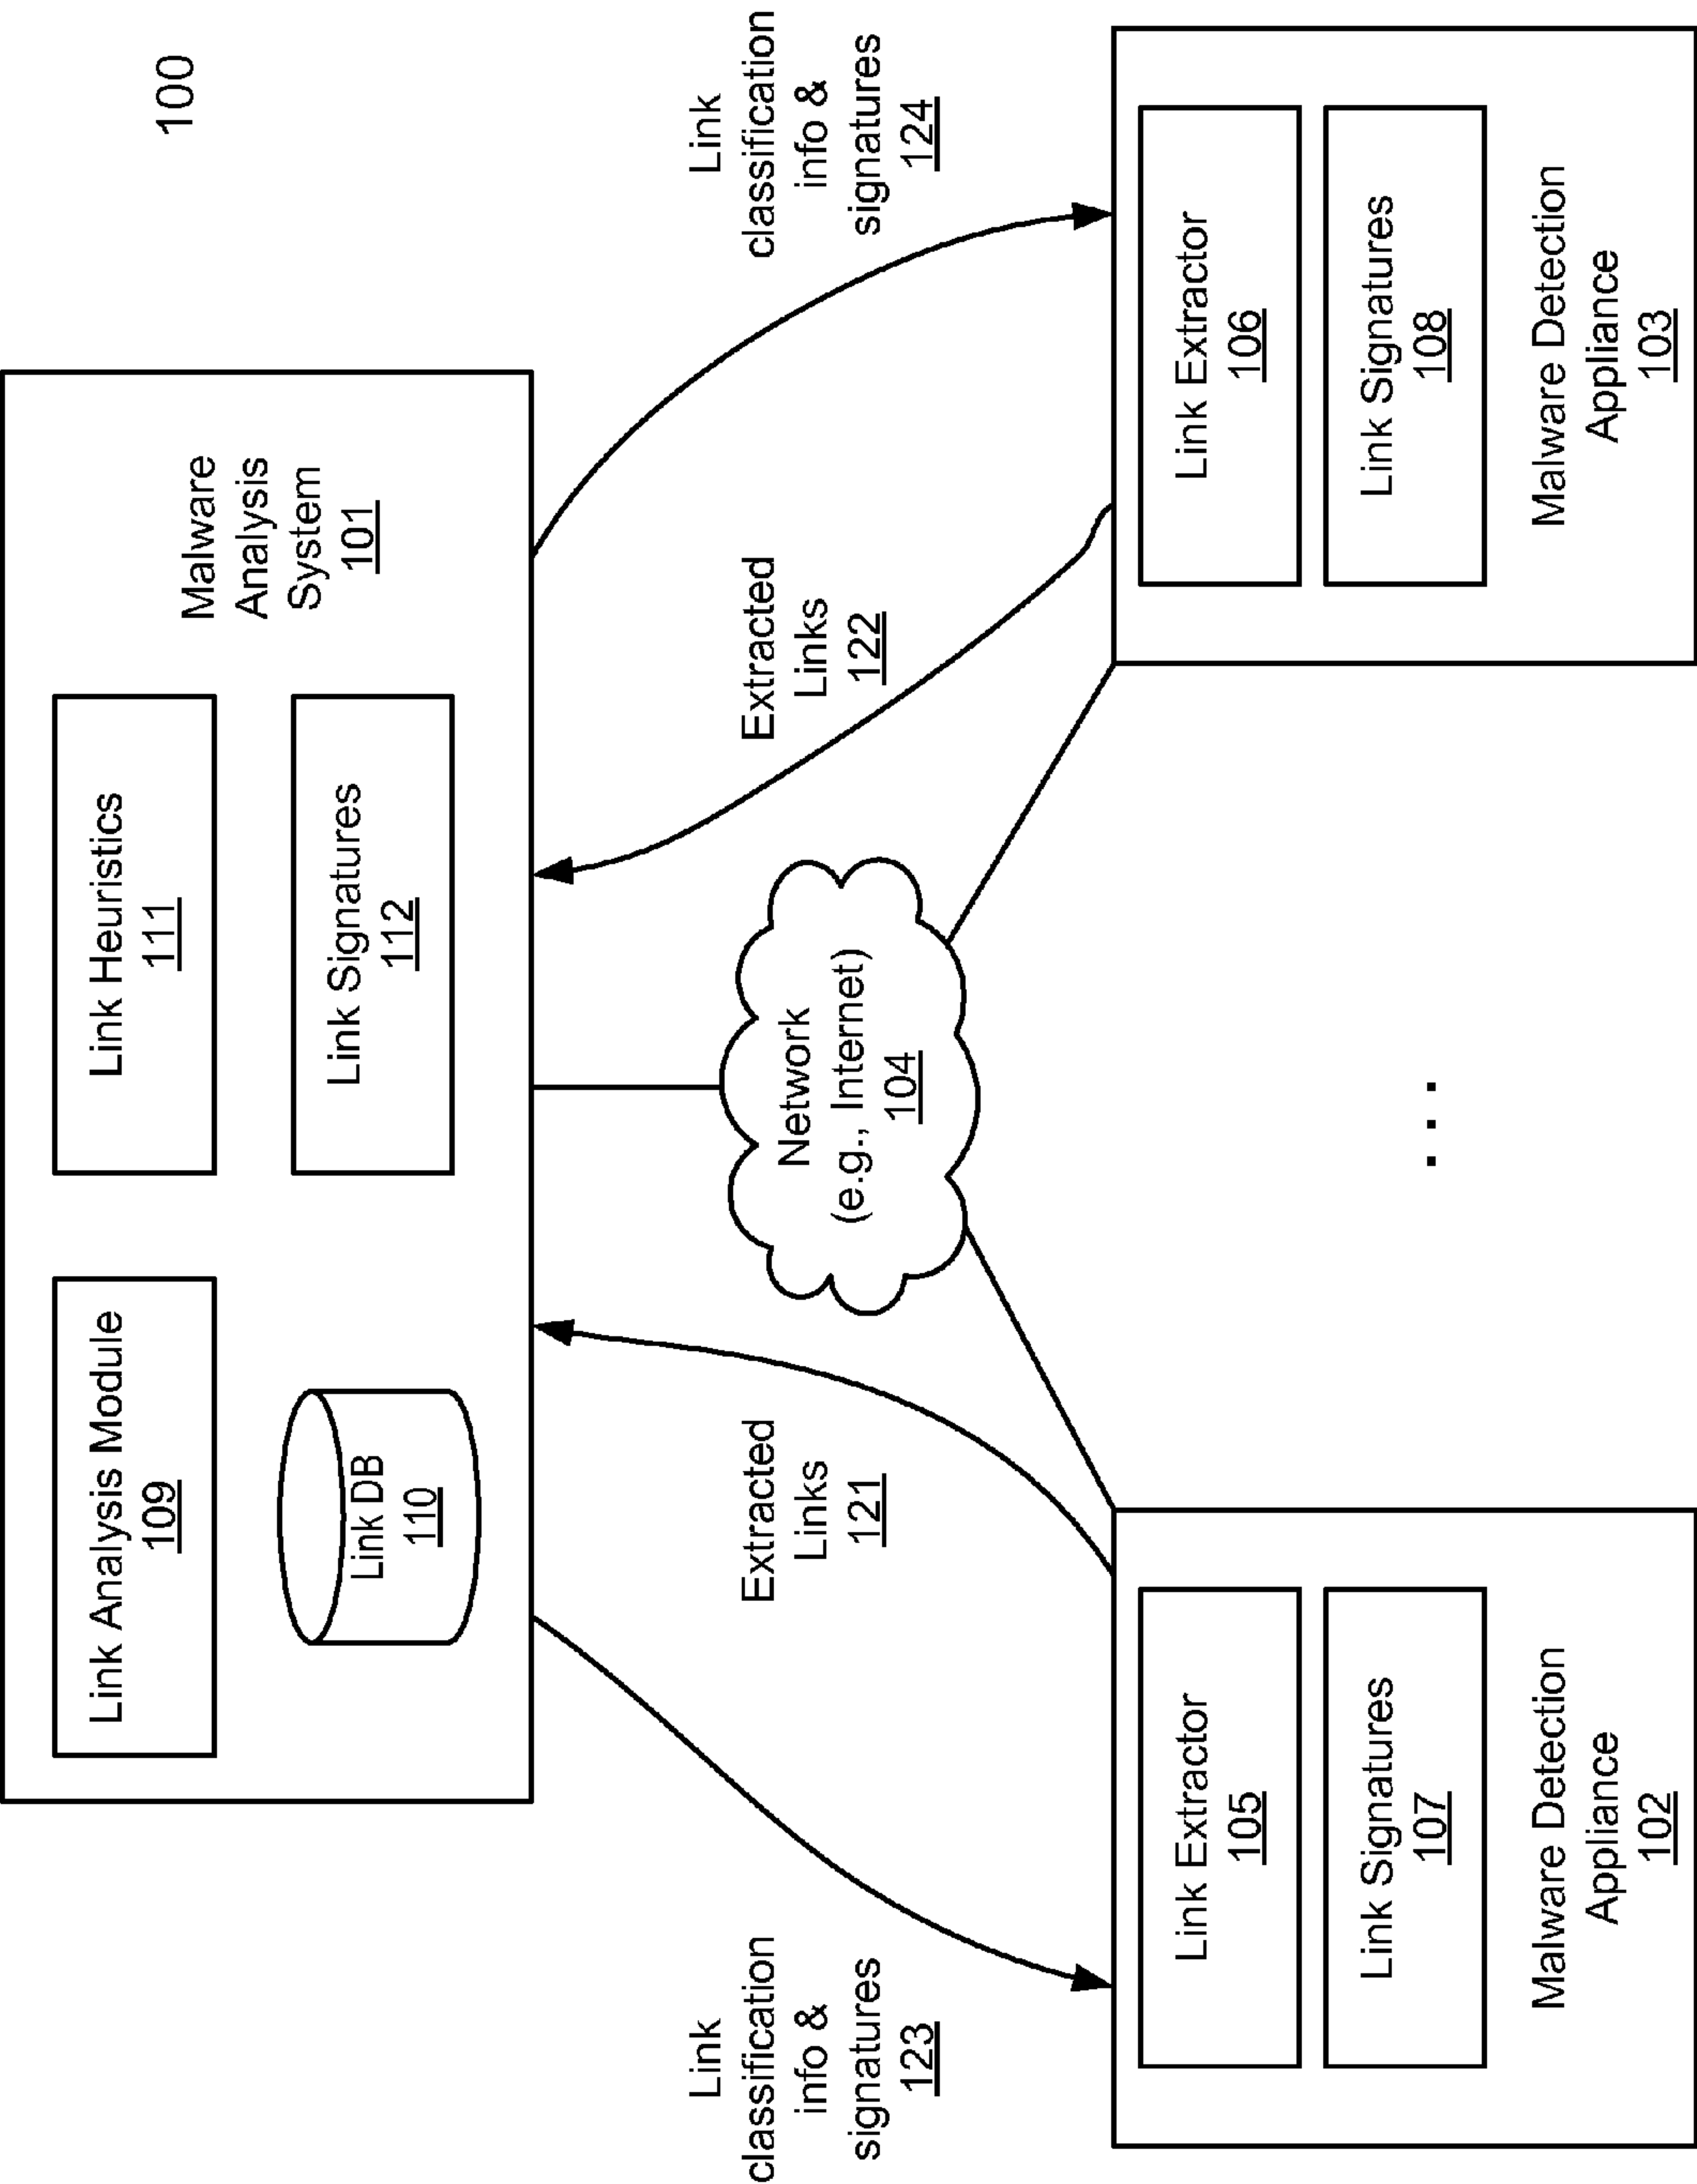 100
Link Analysis Module
109
Link Heuristics
111
Malware
Analysis
System
101
Link DB
110
Link Signatures
112
Link
classification
info &
signatures
123
Extracted
Links
121
Network
(e.g., Internet)
104
Extracted
Links
122
Link
classification
info &
signatures
124
Link Extractor
105
Link Signatures
107
Malware Detection
Appliance
102
. . .
Link Extractor
106
Link Signatures
108
Malware Detection
Appliance
103